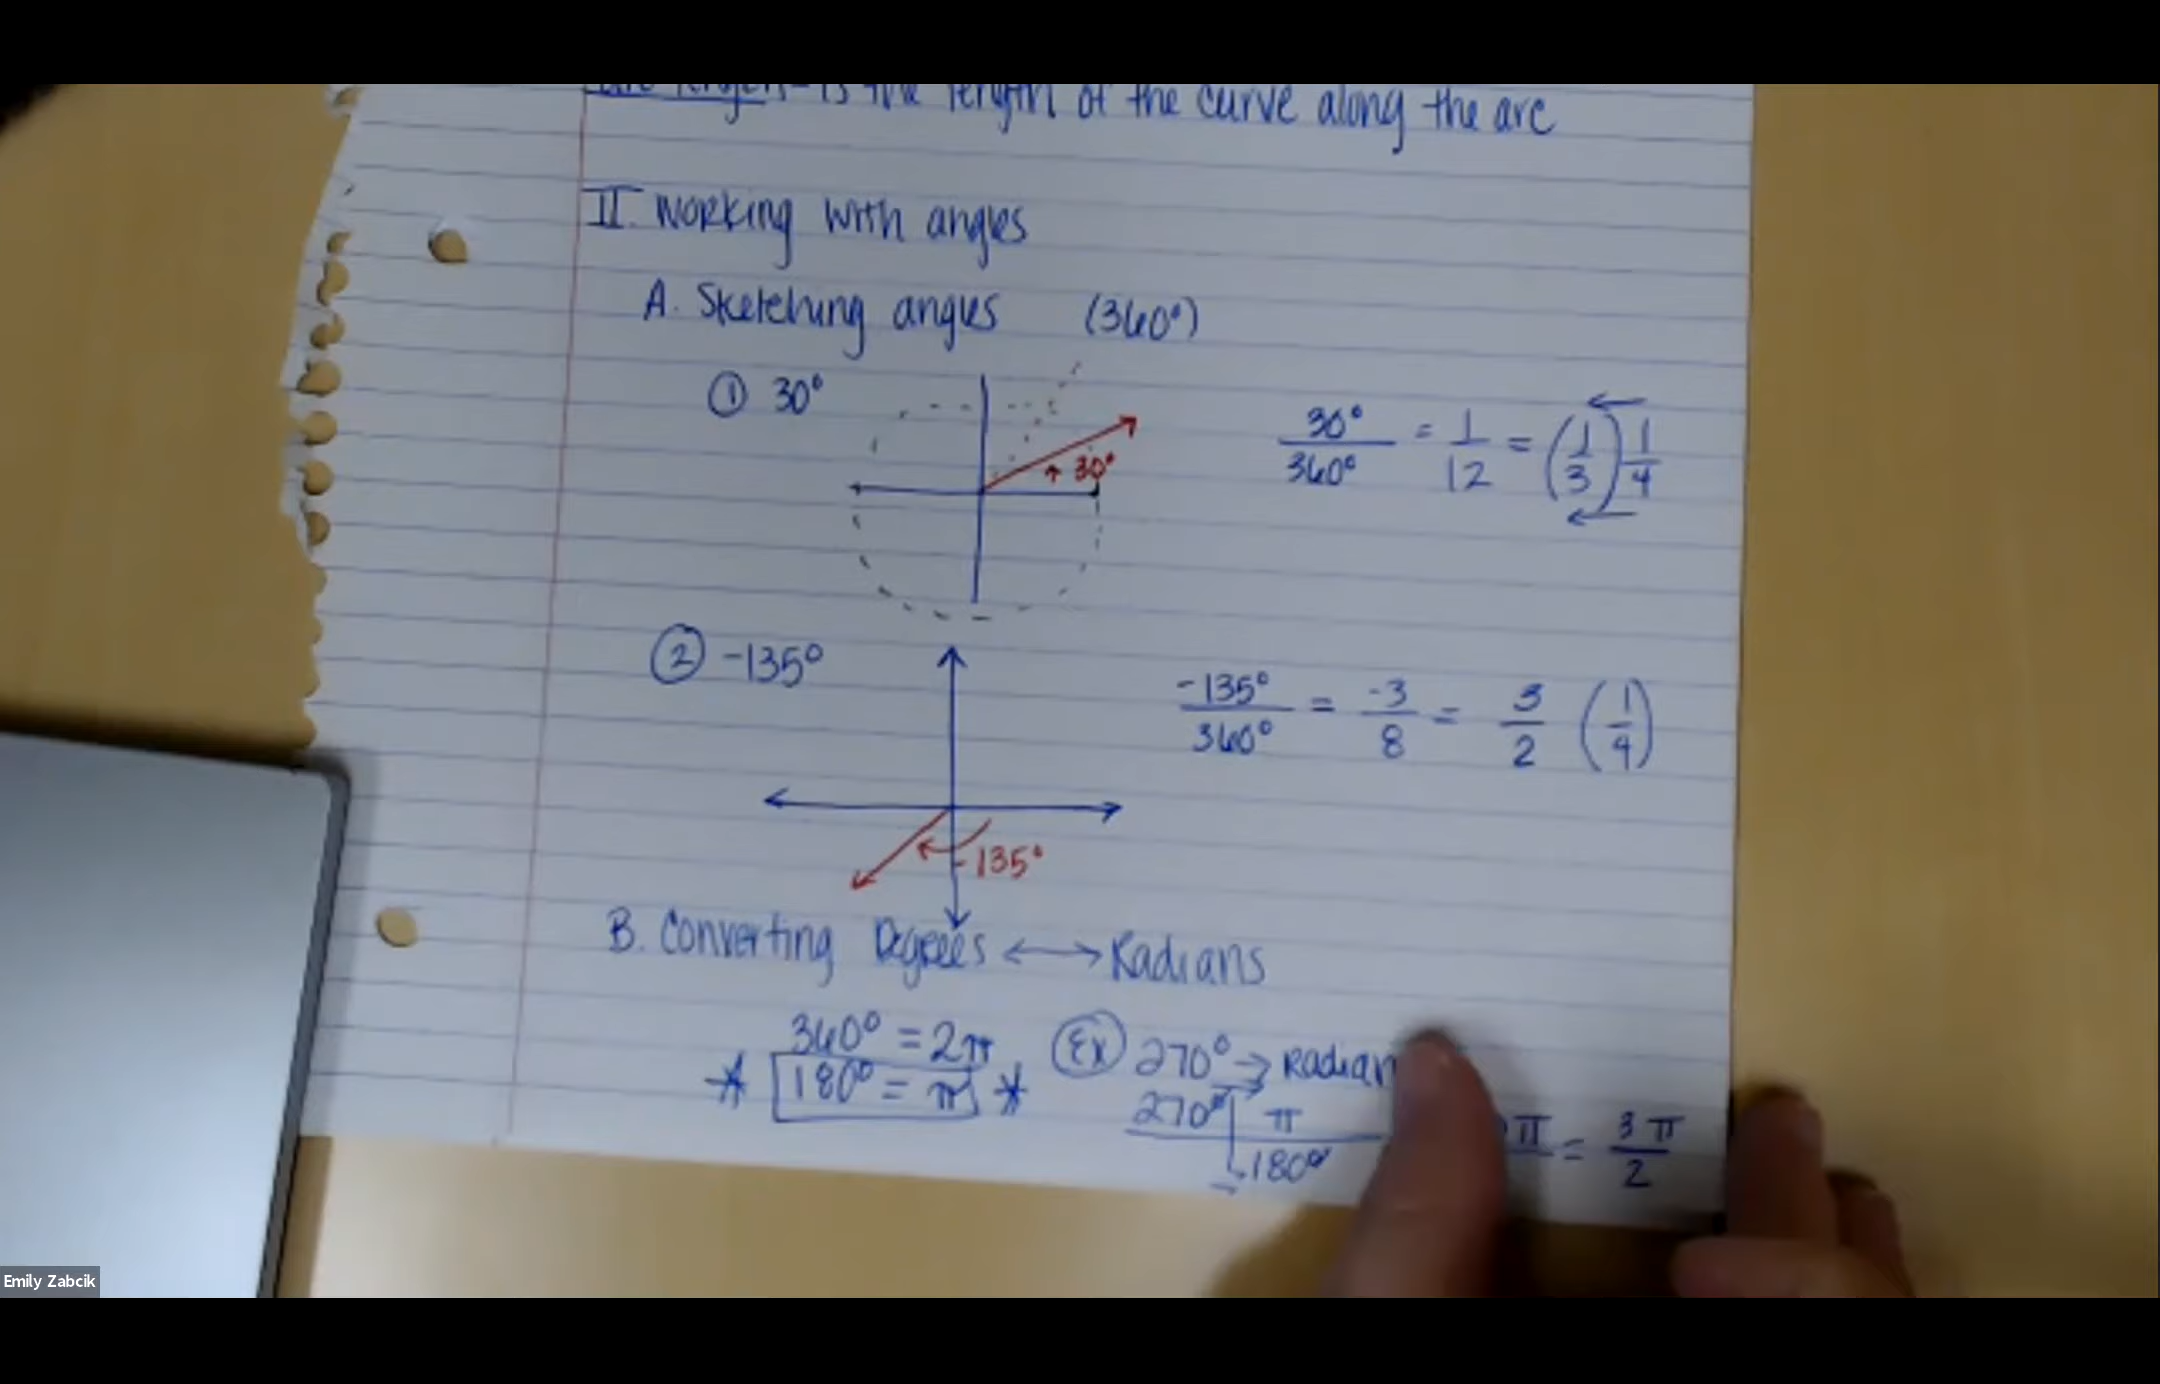 arc length - is the length of the curve along the arc
II. Working with angles
A. Sketching angles (360°)
① 30°
30°
30°/360° = 1/12 = (1/3) 1/4
② -135°
-135°
-135°/360° = -3/8 = 3/2 (1/4)
B. Converting Degrees ↔ Radians
360° = 2π
* 180° = π *
Ex 270° → Radian
270° | π
180°
π = 3π/2
Emily Zabcik